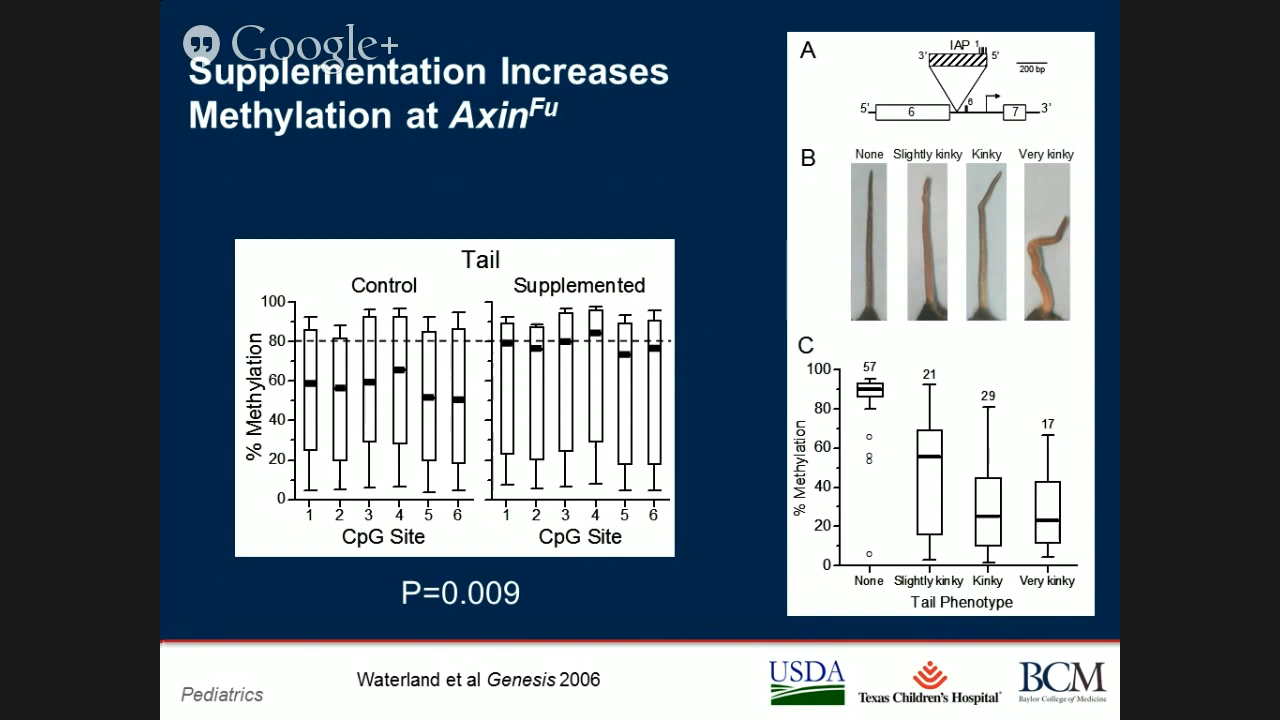 Google+
Supplementation Increases
Methylation at AxinFu
Tail
Control Supplemented
% Methylation
100
80
60
40
20
0
1 2 3 4 5 6 1 2 3 4 5 6
CpG Site CpG Site
P=0.009
A
IAP 1
3' 5'
200 bp
6
5' 6 7 3'
B
None Slightly kinky Kinky Very kinky
C
% Methylation
100
80
60
40
20
0
57 21 29 17
None Slightly kinky Kinky Very kinky
Tail Phenotype
Pediatrics
Waterland et al Genesis 2006
USDA
Texas Children's Hospital
BCM
Baylor College of Medicine